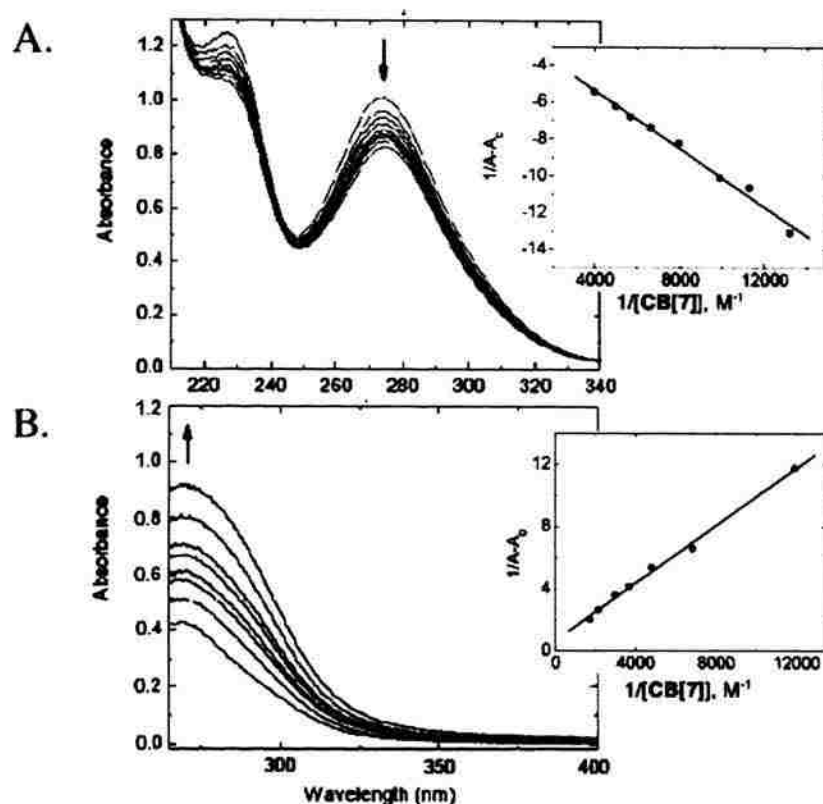 A.
1.2
1.0
0.8
0.6
0.4
0.2
0.0
Absorbance
220 240 260 280 300 320 340
-4
-6
-8
-10
-12
-14
1/A-Ac
4000 8000 12000
1/[CB[7]], M-1
B.
1.2
1.0
0.8
0.6
0.4
0.2
0.0
Absorbance
300 350 400
Wavelength (nm)
12
8
4
0
1/A-A0
0 4000 8000 12000
1/[CB[7]], M-1